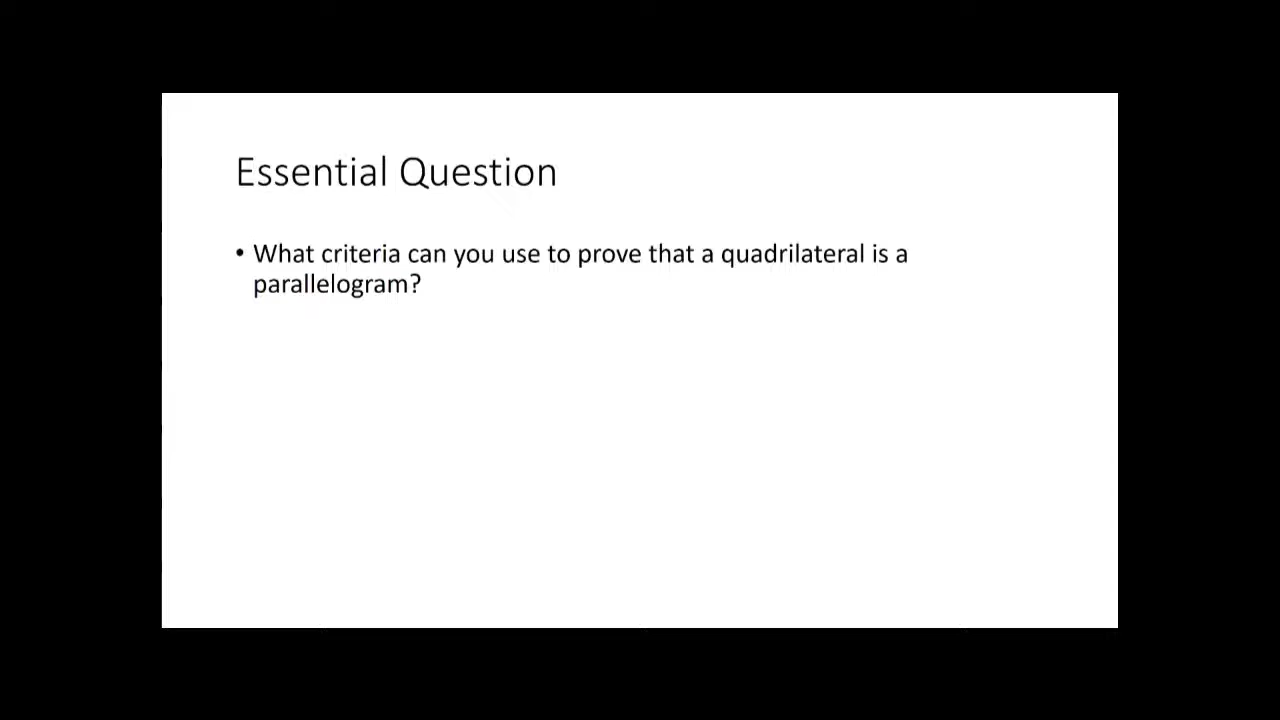 Essential Question
• What criteria can you use to prove that a quadrilateral is a
parallelogram?